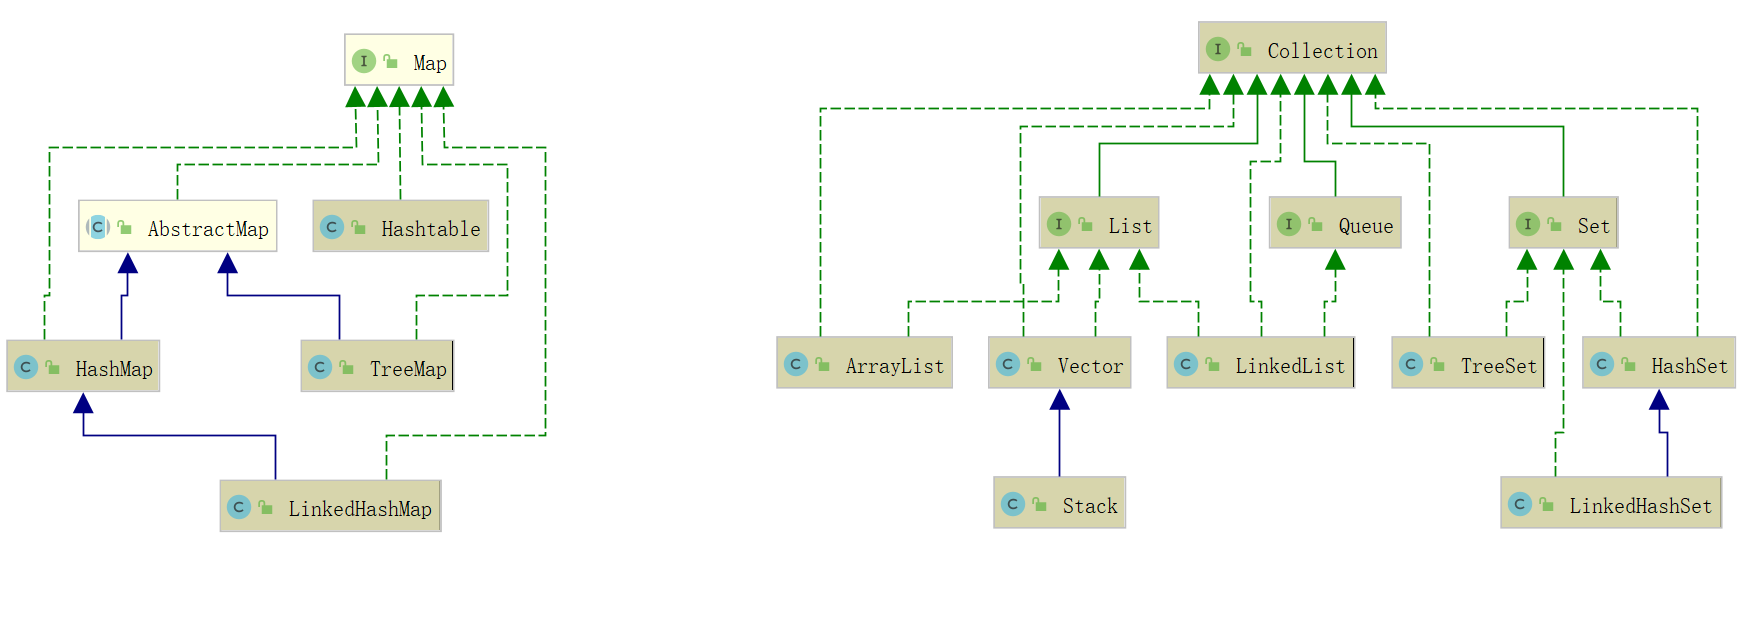 I Map
C AbstractMap
C Hashtable
C HashMap
C TreeMap
C LinkedHashMap
I Collection
I List
I Queue
I Set
C ArrayList
C Vector
C LinkedList
C TreeSet
C HashSet
C Stack
C LinkedHashSet